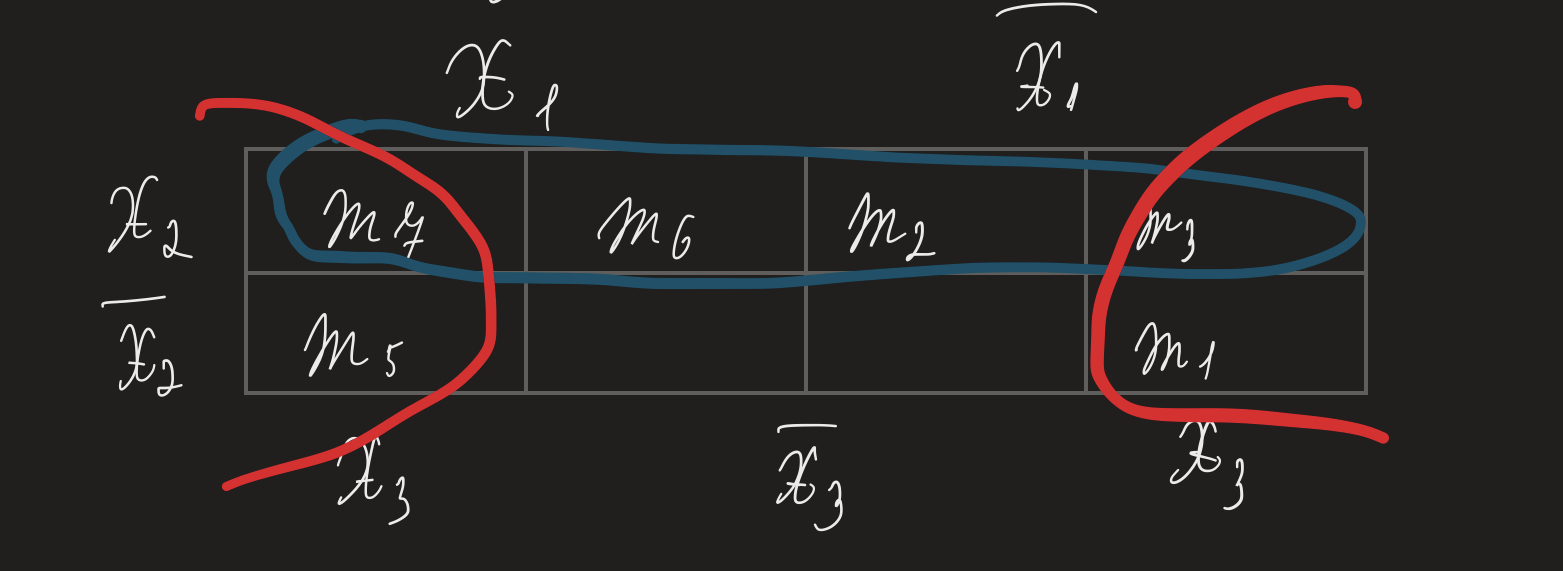 X₁ X̅₁
X₂ m₇ m₆ m₂ m₃
X̅₂ m₅ m₁
X₃ X̅₃ X₃